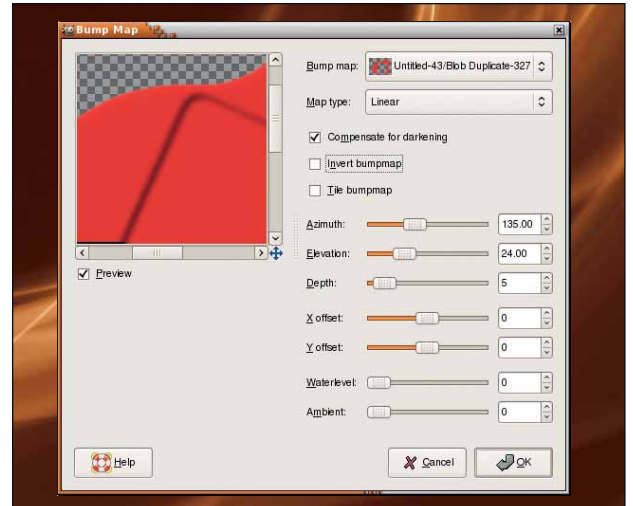 Bump Map
Bump map: Untitled-43/Blob Duplicate-327
Map type: Linear
Compensate for darkening
Invert bumpmap
Tile bumpmap
Azimuth: 135.00
Elevation: 24.00
Depth: 5
X offset: 0
Y offset: 0
Waterlevel: 0
Ambient: 0
Preview
Help
Cancel
OK